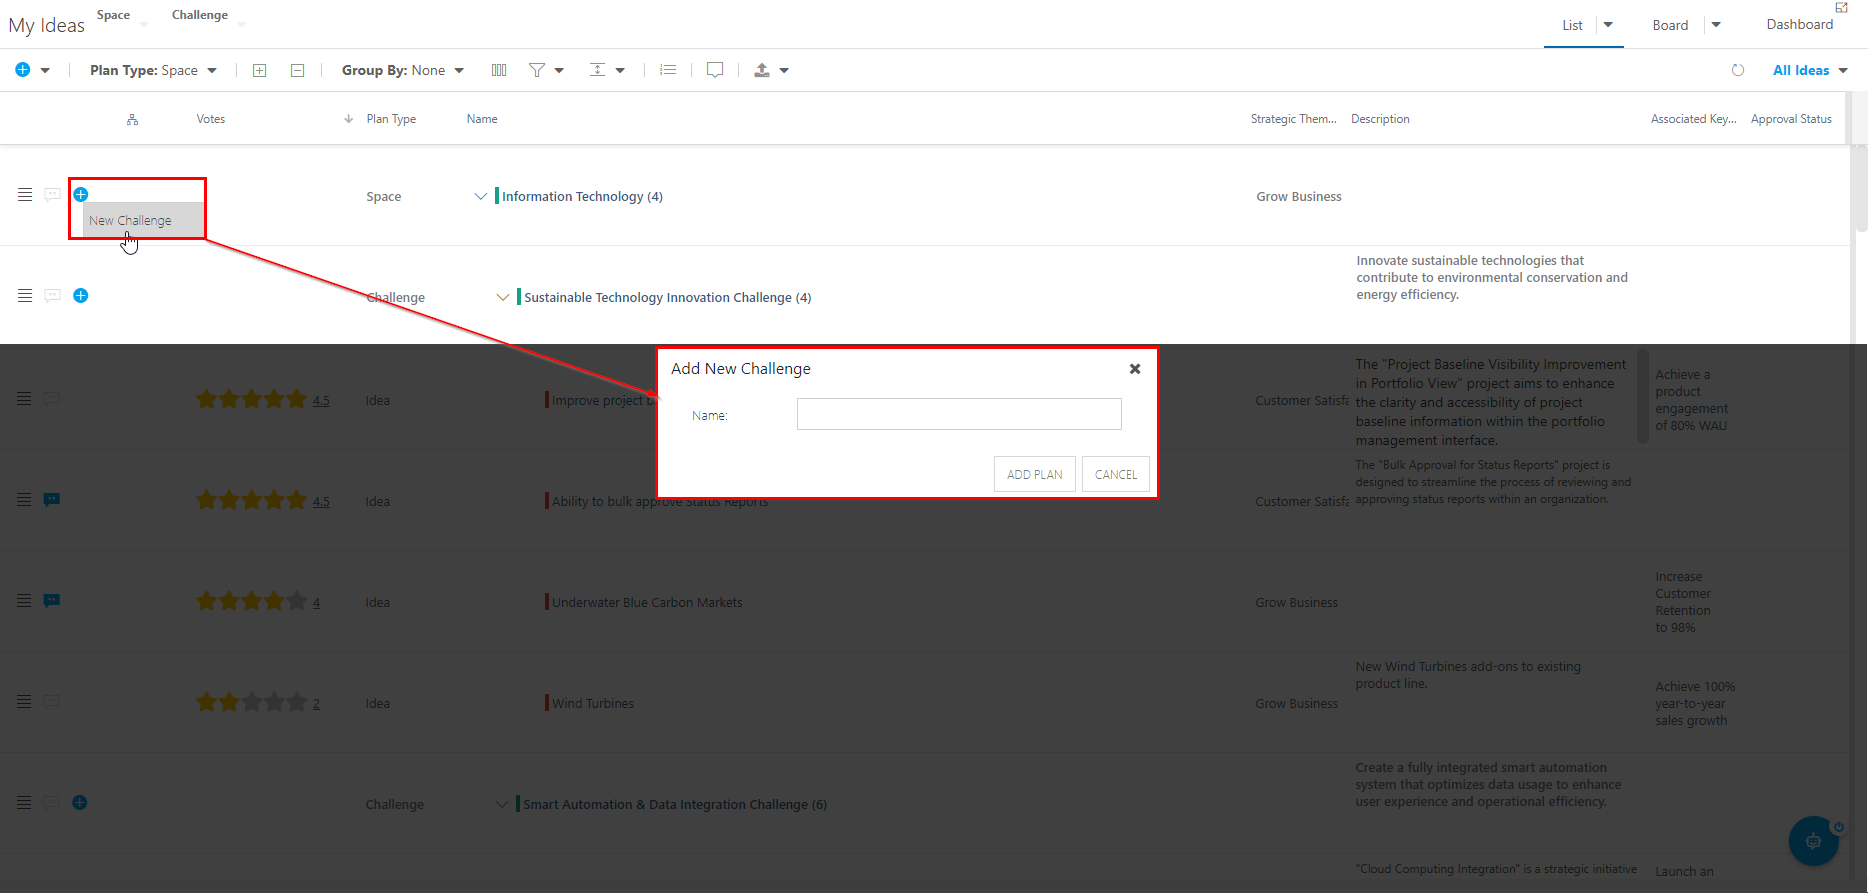 My Ideas
Space
Challenge
List
Board
Dashboard
Plan Type: Space
Group By: None
All Ideas
Votes
Plan Type
Name
Strategic Them...
Description
Associated Key...
Approval Status
New Challenge
Space
Information Technology (4)
Grow Business
Challenge
Sustainable Technology Innovation Challenge (4)
Innovate sustainable technologies that
contribute to environmental conservation and
energy efficiency.
Add New Challenge
Name:
ADD PLAN
CANCEL
4.5
Idea
Improve project b
Customer Satisfa
The "Project Baseline Visibility Improvement
in Portfolio View" project aims to enhance
the clarity and accessibility of project
baseline information within the portfolio
management interface.
Achieve a
product
engagement
of 80% WAU
4.5
Idea
Ability to bulk approve Status Reports
Customer Satisfa
The "Bulk Approval for Status Reports" project is
designed to streamline the process of reviewing and
approving status reports within an organization.
4
Idea
Underwater Blue Carbon Markets
Grow Business
Increase
Customer
Retention
to 98%
2
Idea
Wind Turbines
Grow Business
New Wind Turbines add-ons to existing
product line.
Achieve 100%
year-to-year
sales growth
Challenge
Smart Automation & Data Integration Challenge (6)
Create a fully integrated smart automation
system that optimizes data usage to enhance
user experience and operational efficiency.
"Cloud Computing Integration" is a strategic initiative
Launch an